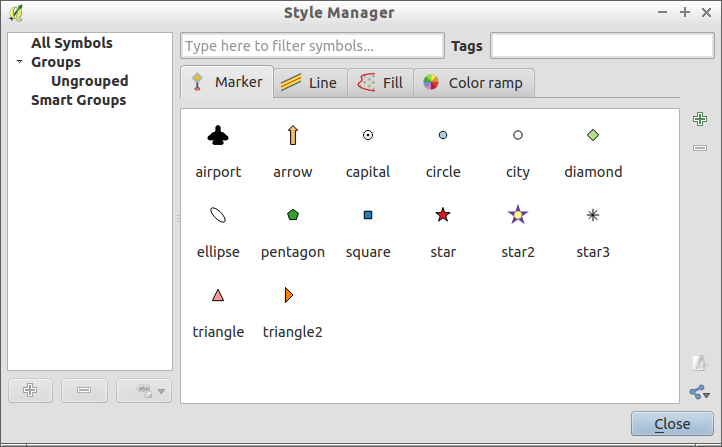 Style Manager
All Symbols
Groups
Ungrouped
Smart Groups
Type here to filter symbols... Tags
Marker Line Fill Color ramp
airport arrow capital circle city diamond
ellipse pentagon square star star2 star3
triangle triangle2
Close